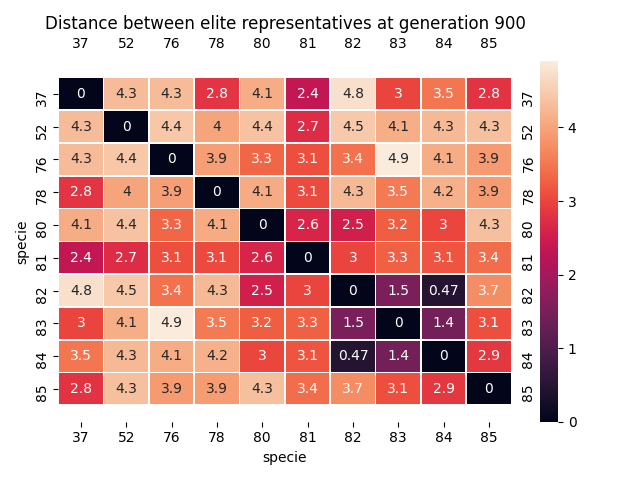 Distance between elite representatives at generation 900
37 52 76 78 80 81 82 83 84 85
37 0 4.3 4.3 2.8 4.1 2.4 4.8 3 3.5 2.8 37
52 4.3 0 4.4 4 4.4 2.7 4.5 4.1 4.3 4.3 52
76 4.3 4.4 0 3.9 3.3 3.1 3.4 4.9 4.1 3.9 76
78 2.8 4 3.9 0 4.1 3.1 4.3 3.5 4.2 3.9 78
80 4.1 4.4 3.3 4.1 0 2.6 2.5 3.2 3 4.3 80
81 2.4 2.7 3.1 3.1 2.6 0 3 3.3 3.1 3.4 81
82 4.8 4.5 3.4 4.3 2.5 3 0 1.5 0.47 3.7 82
83 3 4.1 4.9 3.5 3.2 3.3 1.5 0 1.4 3.1 83
84 3.5 4.3 4.1 4.2 3 3.1 0.47 1.4 0 2.9 84
85 2.8 4.3 3.9 3.9 4.3 3.4 3.7 3.1 2.9 0 85
37 52 76 78 80 81 82 83 84 85
specie
specie
4
3
2
1
0